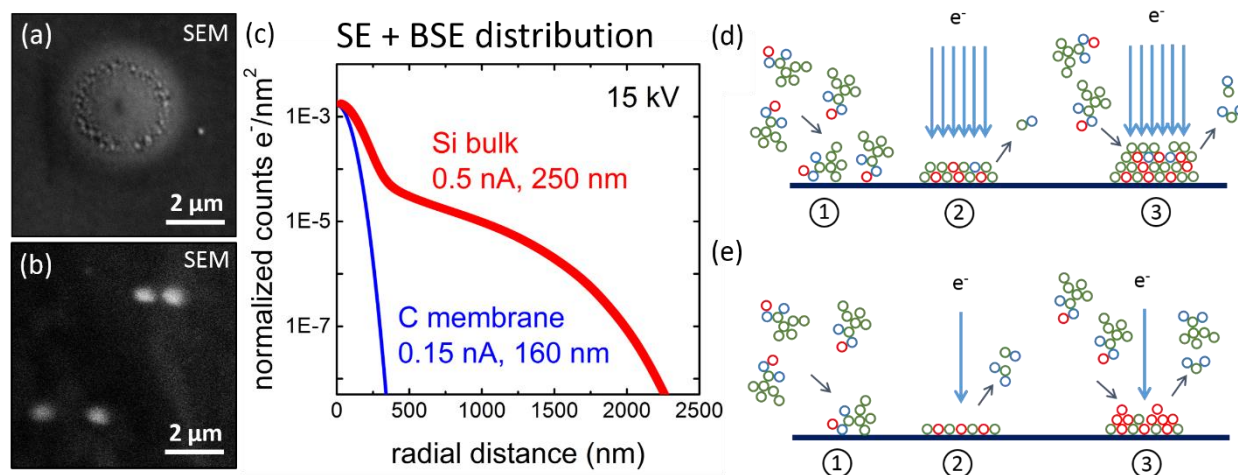 (a)
SEM
2 μm
(b)
SEM
2 μm
(c)
SE + BSE distribution
15 kV
Si bulk
0.5 nA, 250 nm
C membrane
0.15 nA, 160 nm
normalized counts e⁻/nm²
1E-3
1E-5
1E-7
0 500 1000 1500 2000 2500
radial distance (nm)
(d)
e⁻
e⁻
① ② ③
(e)
e⁻
e⁻
① ② ③